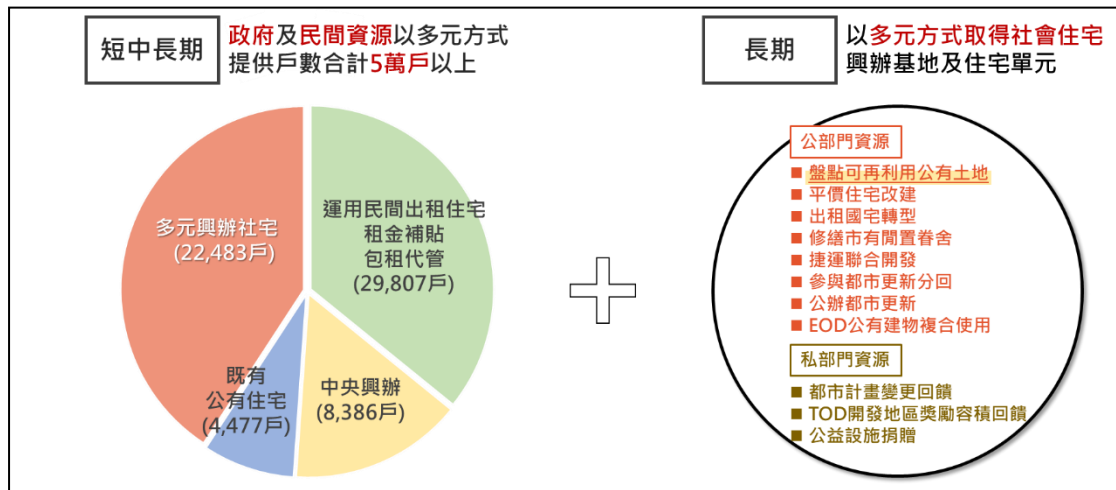 短中長期
政府及民間資源以多元方式
提供戶數合計5萬戶以上
多元興辦社宅
(22,483戶)
運用民間出租住宅
租金補貼
包租代管
(29,807戶)
既有
公有住宅
(4,477戶)
中央興辦
(8,386戶)
長期
以多元方式取得社會住宅
興辦基地及住宅單元
公部門資源
■ 盤點可再利用公有土地
■ 平價住宅改建
■ 出租國宅轉型
■ 修繕市有閒置眷舍
■ 捷運聯合開發
■ 參與都市更新分回
■ 公辦都市更新
■ EOD公有建物複合使用
私部門資源
■ 都市計畫變更回饋
■ TOD開發地區獎勵容積回饋
■ 公益設施捐贈